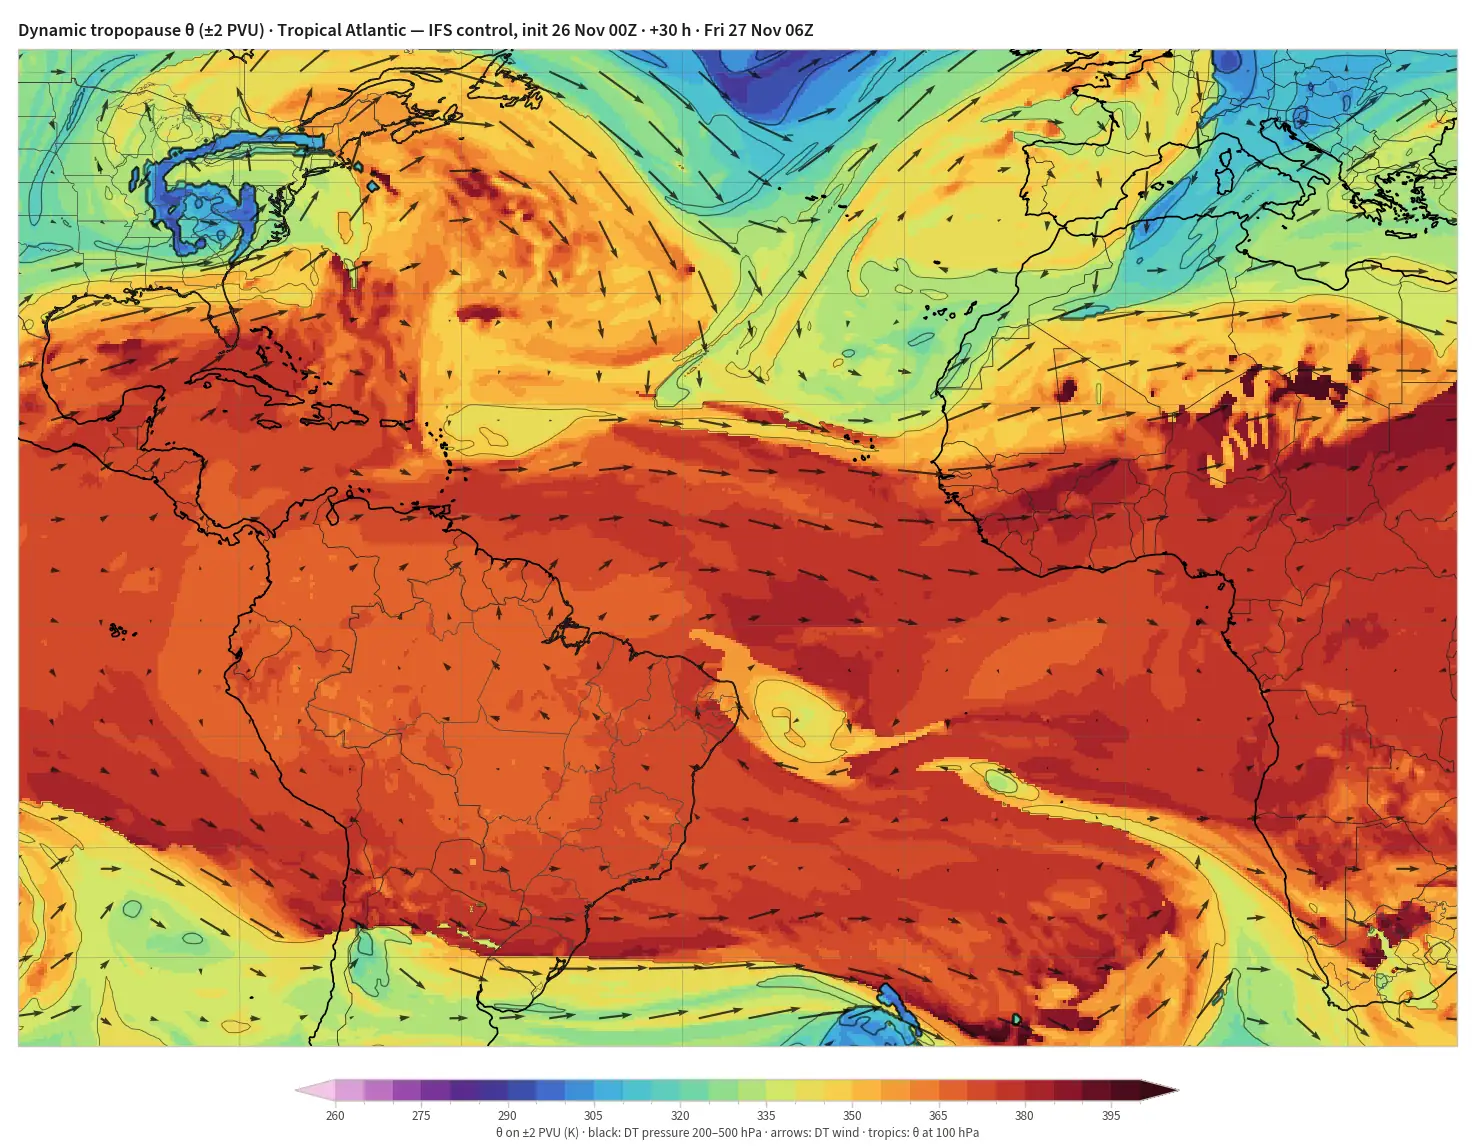 Dynamic tropopause θ (±2 PVU) · Tropical Atlantic — IFS control, init 26 Nov 00Z · +30 h · Fri 27 Nov 06Z
260 275 290 305 320 335 350 365 380 395
θ on ±2 PVU (K) · black: DT pressure 200–500 hPa · arrows: DT wind · tropics: θ at 100 hPa